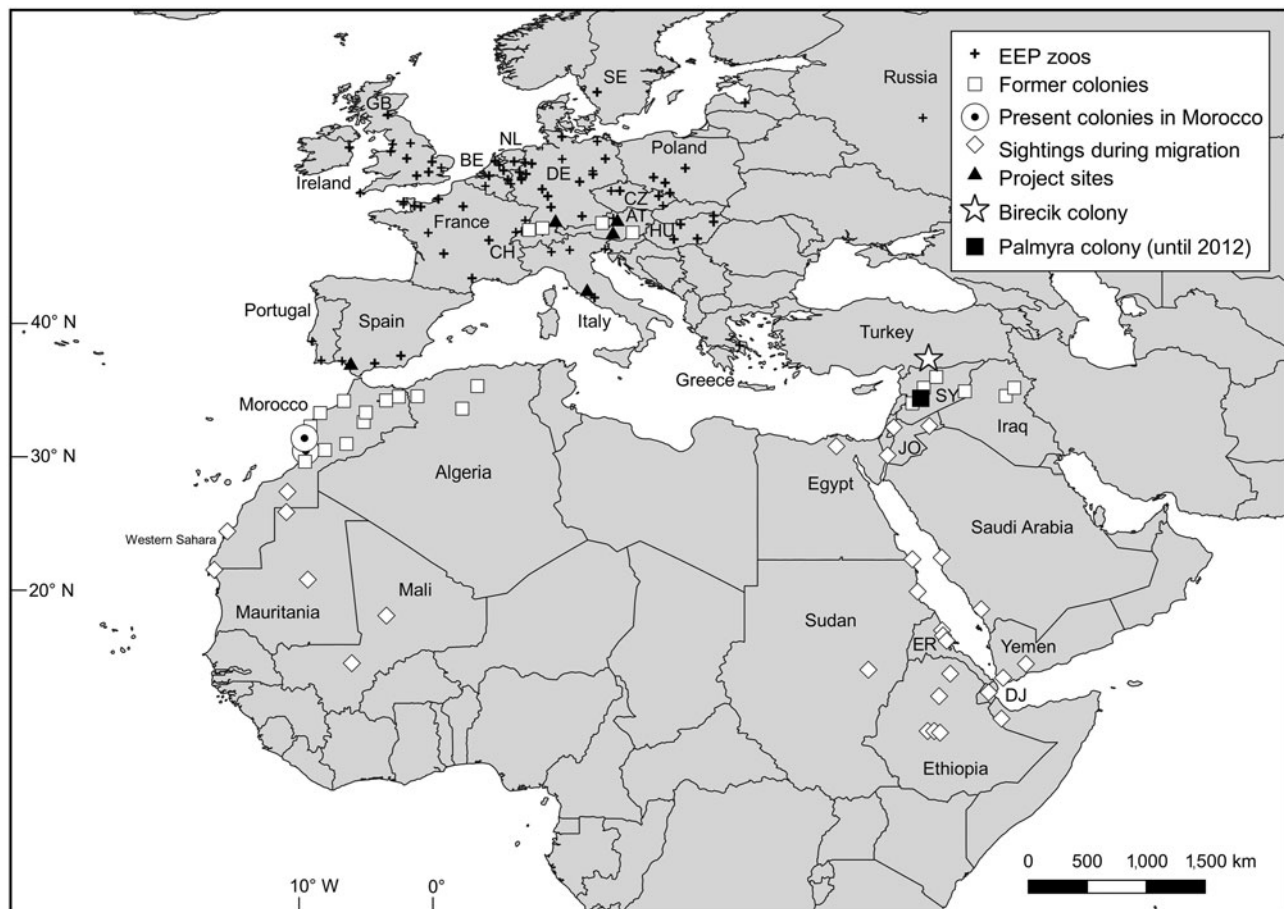 EEP zoos
Former colonies
Present colonies in Morocco
Sightings during migration
Project sites
Birecik colony
Palmyra colony (until 2012)
SE
Russia
GB
NL
Poland
BE
DE
Ireland
CZ
France
AT
HU
CH
Portugal
Spain
Italy
40° N
Turkey
Greece
SY
Morocco
Iraq
JO
30° N
Algeria
Egypt
Saudi Arabia
Western Sahara
20° N
Mauritania
Mali
Sudan
ER
Yemen
DJ
Ethiopia
0 500 1,000 1,500 km
10° W 0°